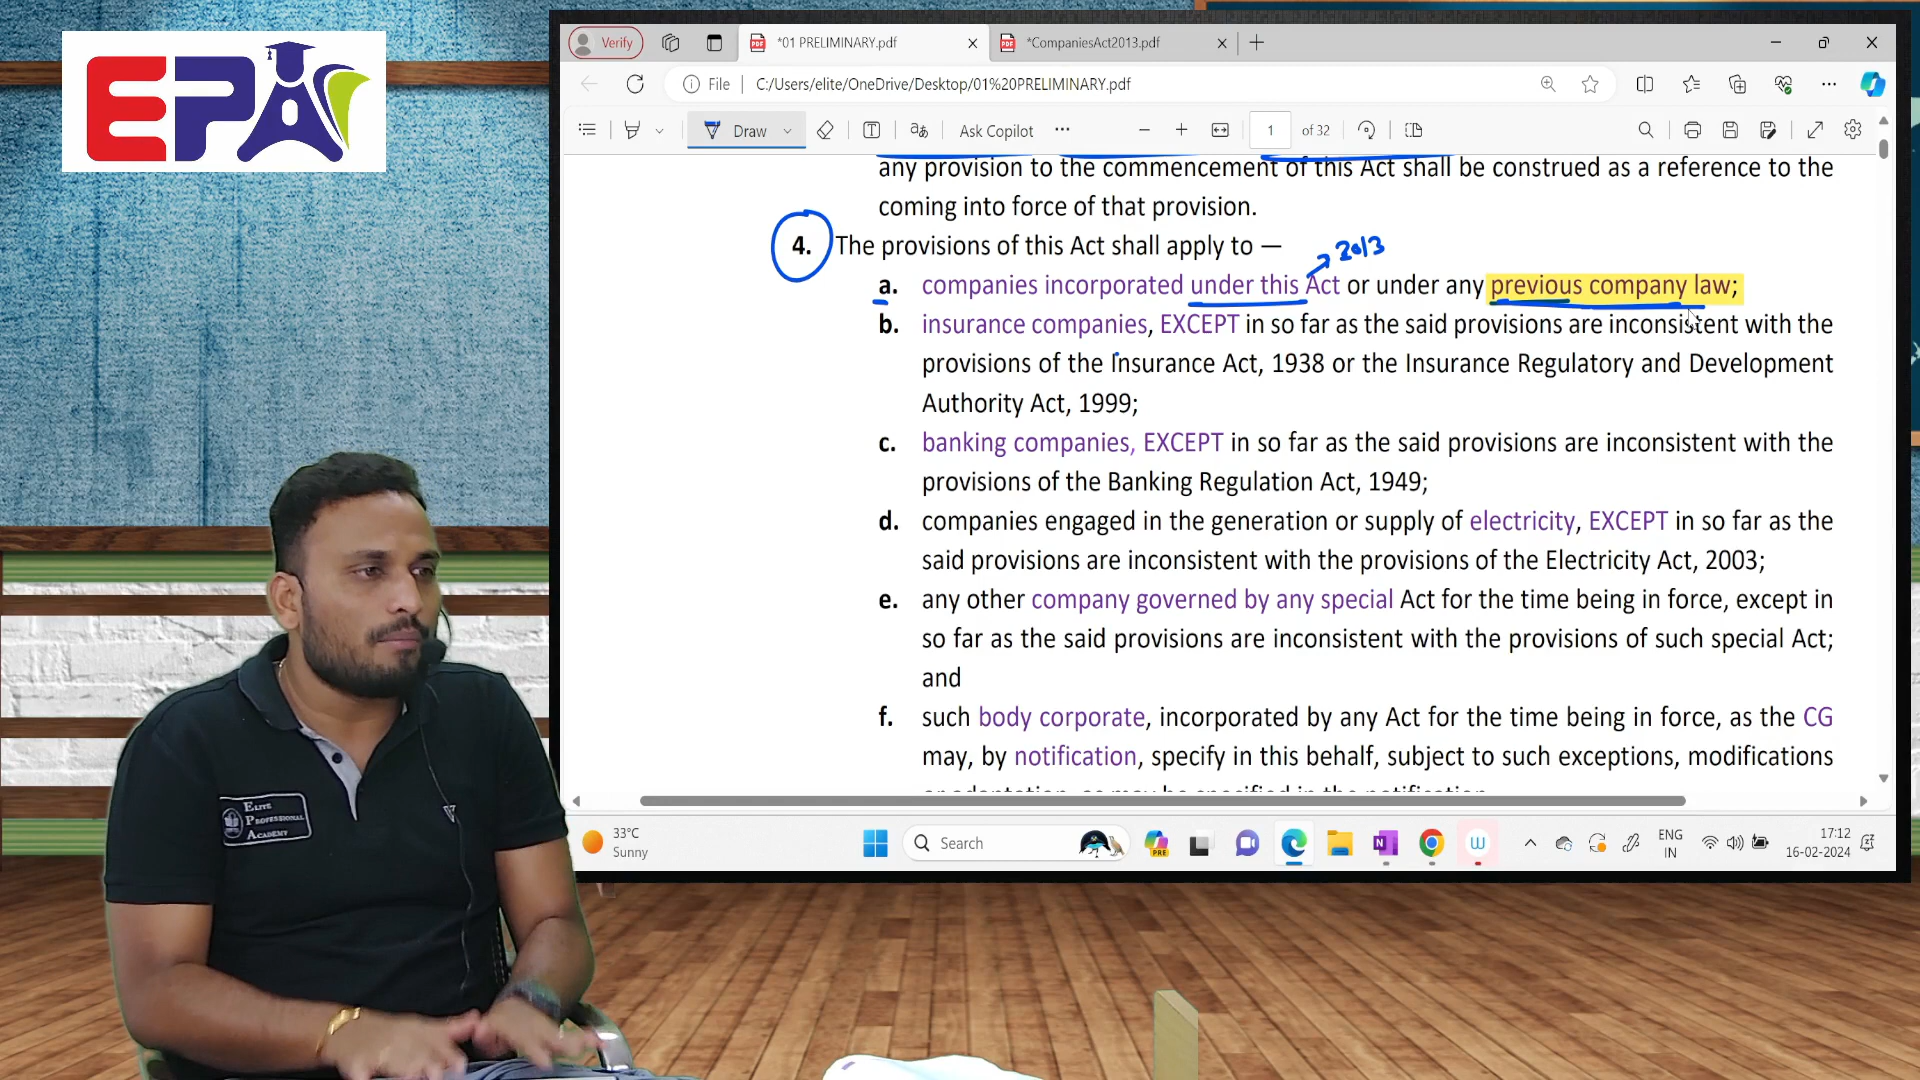 EPA
Verify
*01 PRELIMINARY.pdf
*CompaniesAct2013.pdf
File
C:/Users/elite/OneDrive/Desktop/01%20PRELIMINARY.pdf
Draw
Ask Copilot
1 of 32
any provision to the commencement of this Act shall be construed as a reference to the
coming into force of that provision.
4. The provisions of this Act shall apply to —
2013
a. companies incorporated under this Act or under any previous company law;
b. insurance companies, EXCEPT in so far as the said provisions are inconsistent with the
provisions of the Insurance Act, 1938 or the Insurance Regulatory and Development
Authority Act, 1999;
c. banking companies, EXCEPT in so far as the said provisions are inconsistent with the
provisions of the Banking Regulation Act, 1949;
d. companies engaged in the generation or supply of electricity, EXCEPT in so far as the
said provisions are inconsistent with the provisions of the Electricity Act, 2003;
e. any other company governed by any special Act for the time being in force, except in
so far as the said provisions are inconsistent with the provisions of such special Act;
and
f. such body corporate, incorporated by any Act for the time being in force, as the CG
may, by notification, specify in this behalf, subject to such exceptions, modifications
or adaptation, as may be specified in the notification.
ELITE
PROFESSIONAL
ACADEMY
33°C
Sunny
Search
PRE
ENG
IN
17:12
16-02-2024